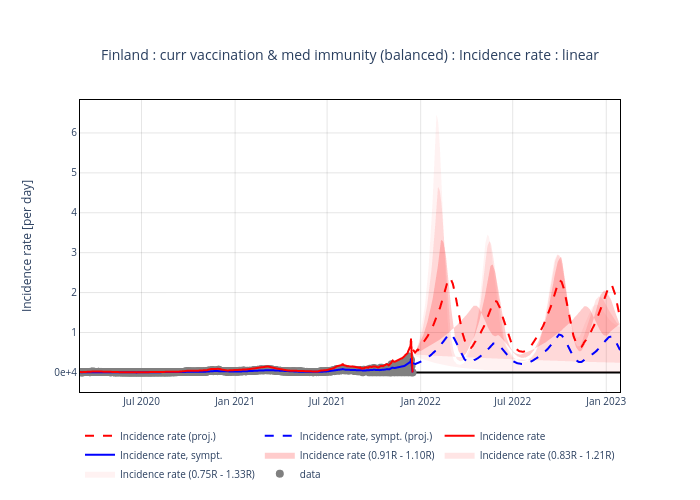 Finland : curr vaccination & med immunity (balanced) : Incidence rate : linear
Incidence rate [per day]
6
5
4
3
2
1
0e+4
Jul 2020 Jan 2021 Jul 2021 Jan 2022 Jul 2022 Jan 2023
Incidence rate (proj.) Incidence rate, sympt. (proj.) Incidence rate
Incidence rate, sympt. Incidence rate (0.91R - 1.10R) Incidence rate (0.83R - 1.21R)
Incidence rate (0.75R - 1.33R) data